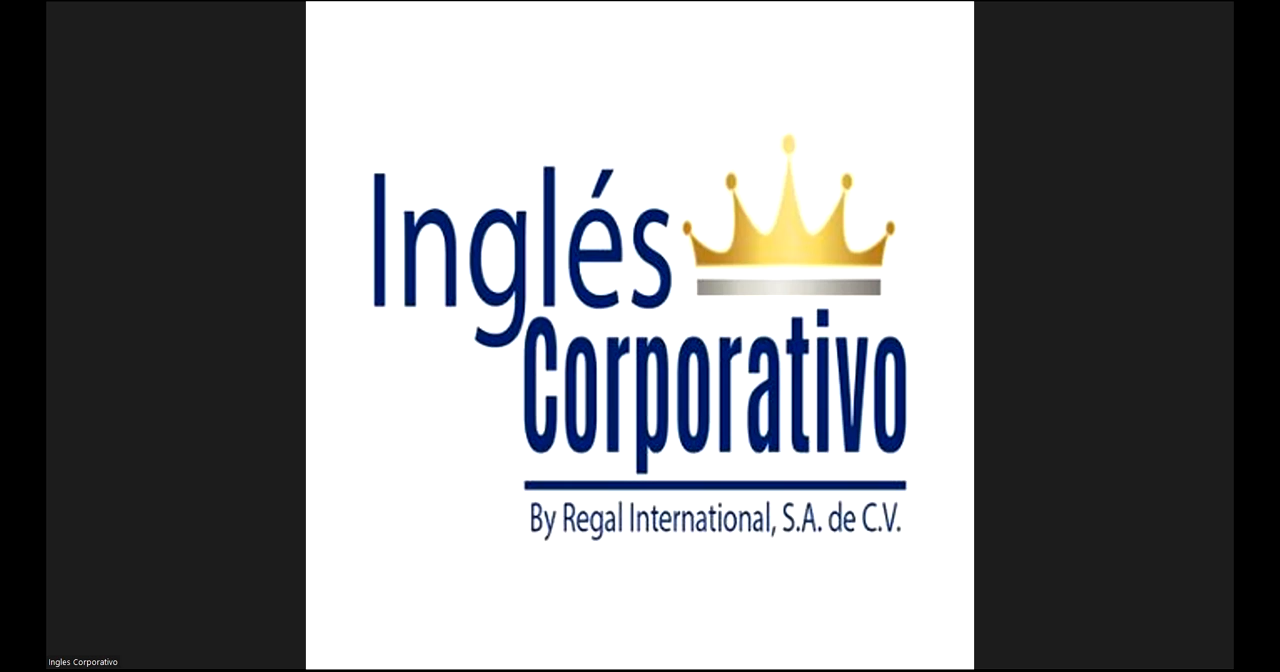 Inglés
Corporativo
By Regal International, S.A. de C.V.
Ingles Corporativo